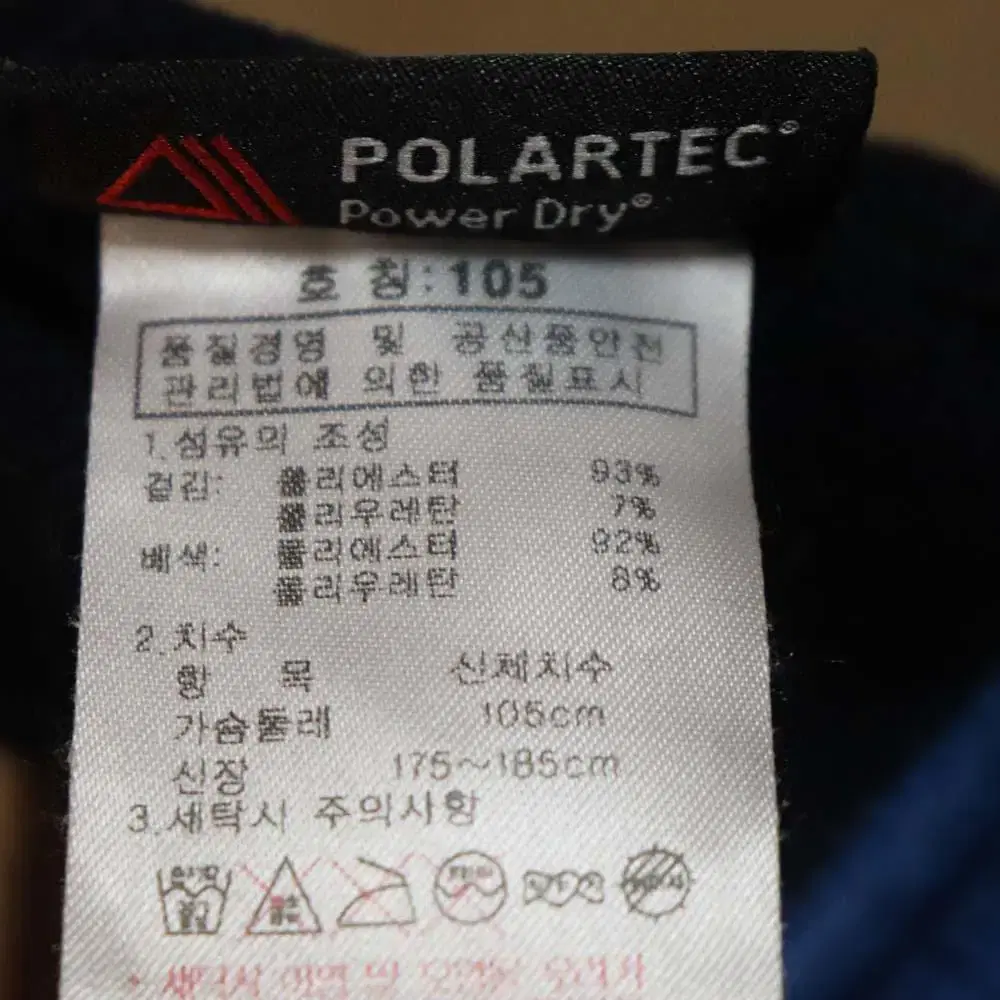 POLARTEC®
Power Dry®
호 칭: 105
품질경영 및 공산품안전
관리법에 의한 품질표시
1.섬유의 조성
겉감: 폴리에스터 93%
폴리우레탄 7%
배색: 폴리에스터 92%
폴리우레탄 8%
2.치수
항 목 신체치수
가슴둘레 105cm
신장 175~185cm
3.세탁시 주의사항